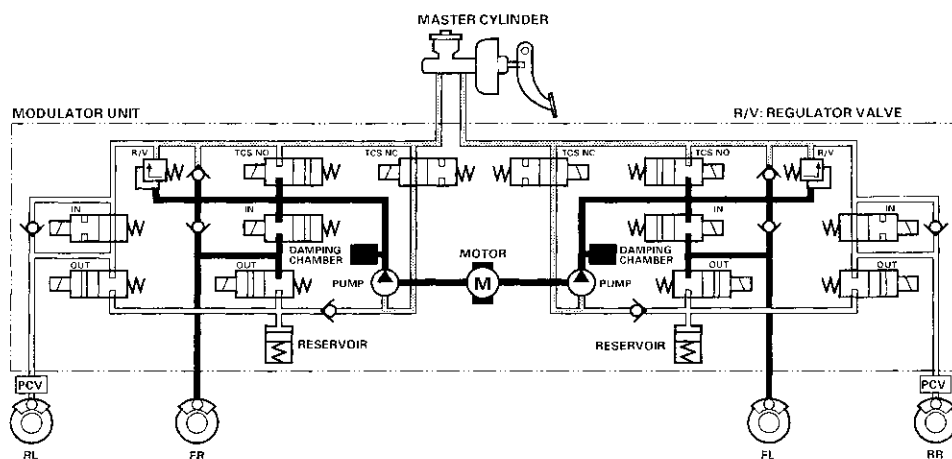 MASTER CYLINDER
MODULATOR UNIT
R/V: REGULATOR VALVE
R/V
TCS NO
TCS NC
TCS NC
TCS NO
R/V
IN
IN
IN
IN
DAMPING
CHAMBER
MOTOR
DAMPING
CHAMBER
OUT
OUT
PUMP
M
PUMP
OUT
OUT
RESERVOIR
RESERVOIR
PCV
PCV
RL
FR
FL
RR